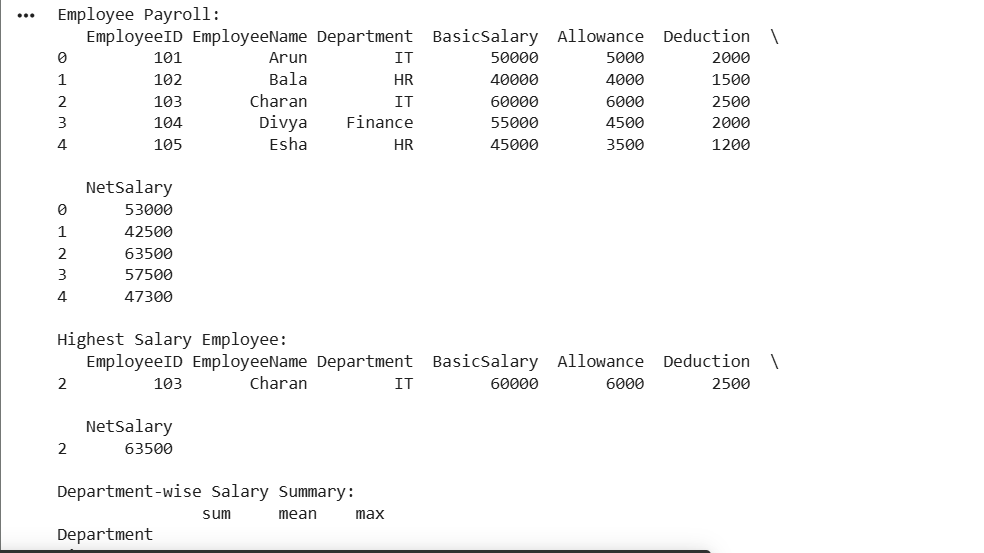 Employee Payroll:
EmployeeID EmployeeName Department BasicSalary Allowance Deduction \
0 101 Arun IT 50000 5000 2000
1 102 Bala HR 40000 4000 1500
2 103 Charan IT 60000 6000 2500
3 104 Divya Finance 55000 4500 2000
4 105 Esha HR 45000 3500 1200
NetSalary
0 53000
1 42500
2 63500
3 57500
4 47300
Highest Salary Employee:
EmployeeID EmployeeName Department BasicSalary Allowance Deduction \
2 103 Charan IT 60000 6000 2500
NetSalary
2 63500
Department-wise Salary Summary:
sum mean max
Department